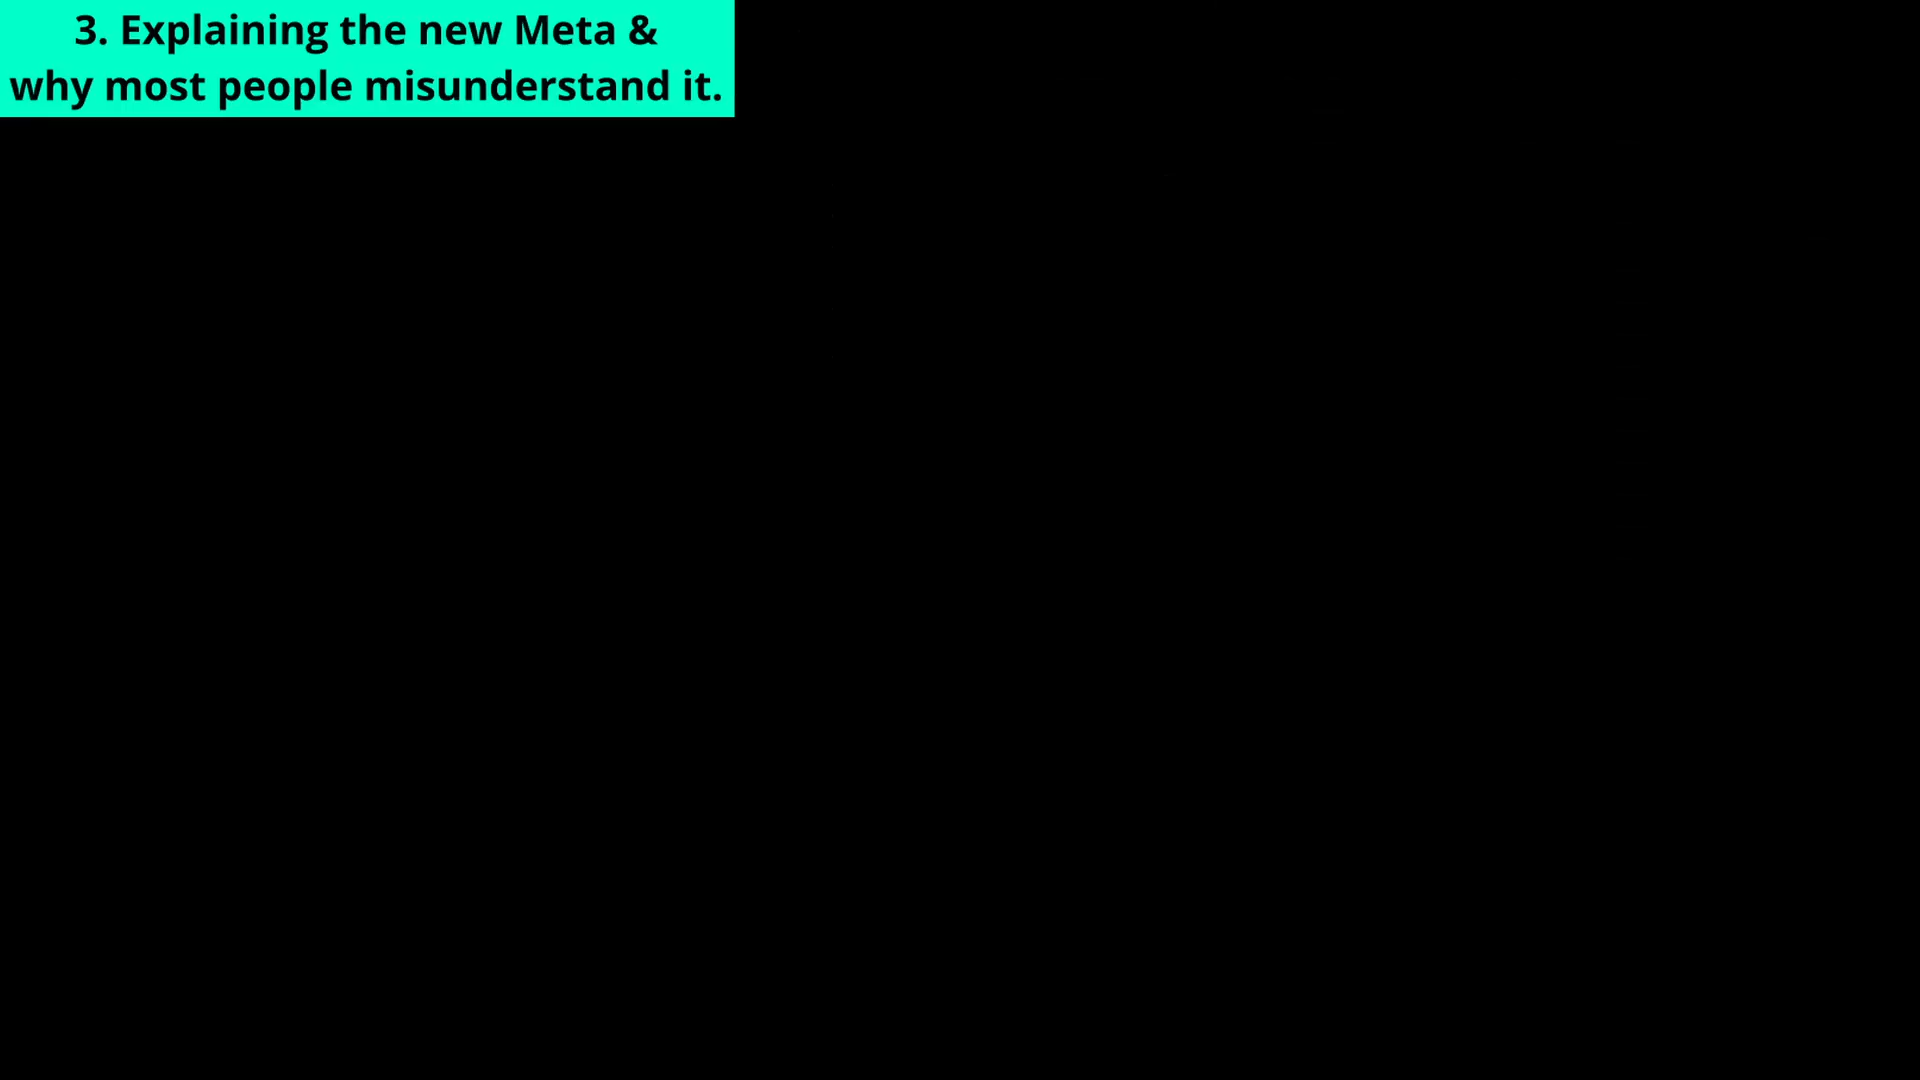 3. Explaining the new Meta &
why most people misunderstand it.